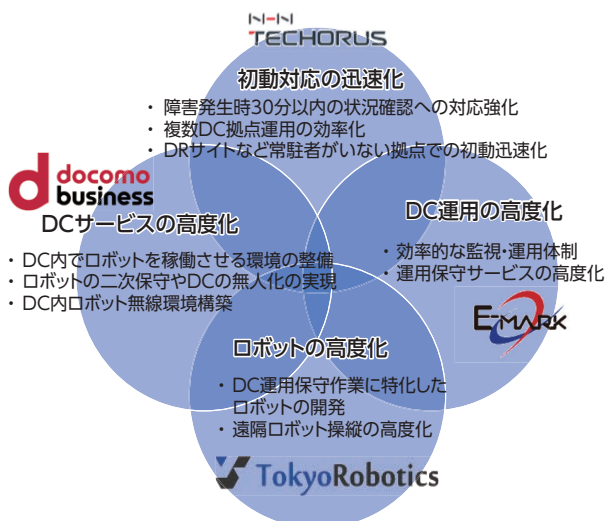 NHN
TECHORUS
初動対応の迅速化
・ 障害発生時30分以内の状況確認への対応強化
・ 複数DC拠点運用の効率化
・ DRサイトなど常駐者がいない拠点での初動迅速化
d docomo
business
DCサービスの高度化
・ DC内でロボットを稼働させる環境の整備
・ ロボットの二次保守やDCの無人化の実現
・ DC内ロボット無線環境構築
DC運用の高度化
・ 効率的な監視・運用体制
・ 運用保守サービスの高度化
E-MARK
ロボットの高度化
・ DC運用保守作業に特化した
ロボットの開発
・ 遠隔ロボット操縦の高度化
TokyoRobotics